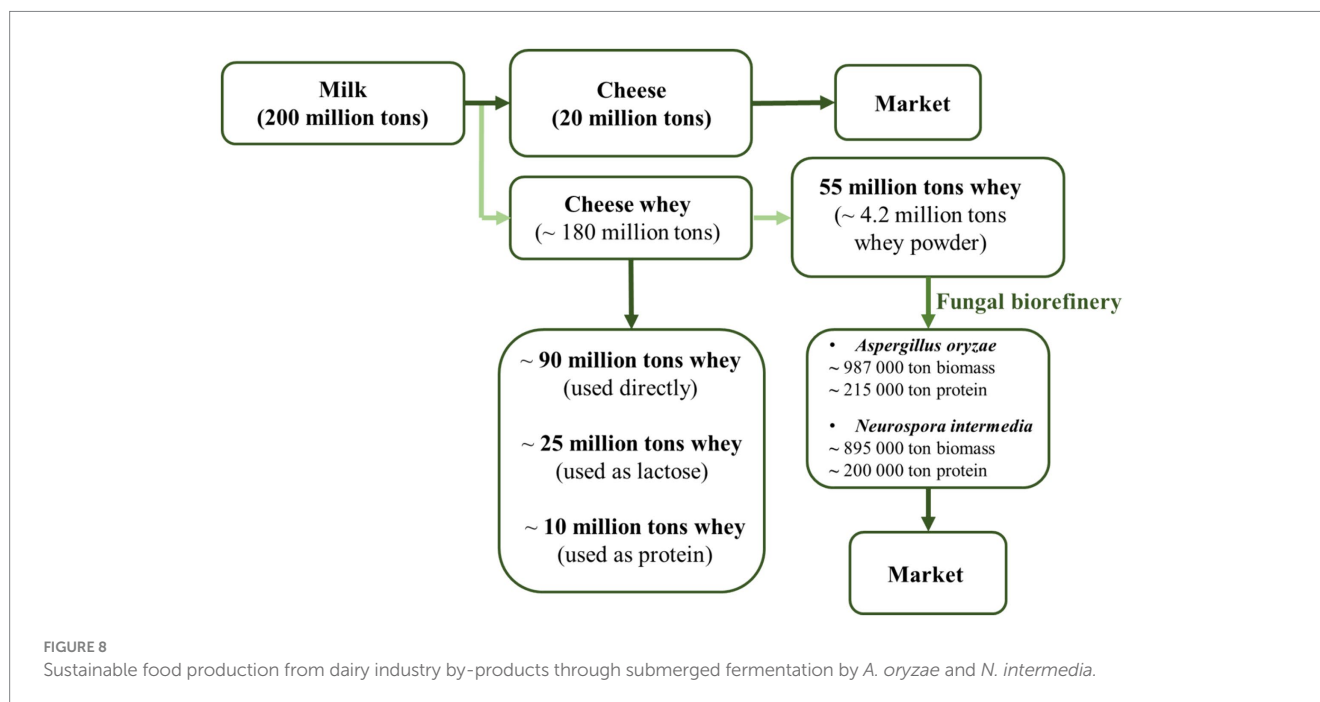 Milk
(200 million tons)
Cheese
(20 million tons)
Market
Cheese whey
(~ 180 million tons)
55 million tons whey
(~ 4.2 million tons
whey powder)
Fungal biorefinery
~ 90 million tons whey
(used directly)
~ 25 million tons whey
(used as lactose)
~ 10 million tons whey
(used as protein)
• Aspergillus oryzae
~ 987 000 ton biomass
~ 215 000 ton protein
• Neurospora intermedia
~ 895 000 ton biomass
~ 200 000 ton protein
Market
FIGURE 8
Sustainable food production from dairy industry by-products through submerged fermentation by A. oryzae and N. intermedia.